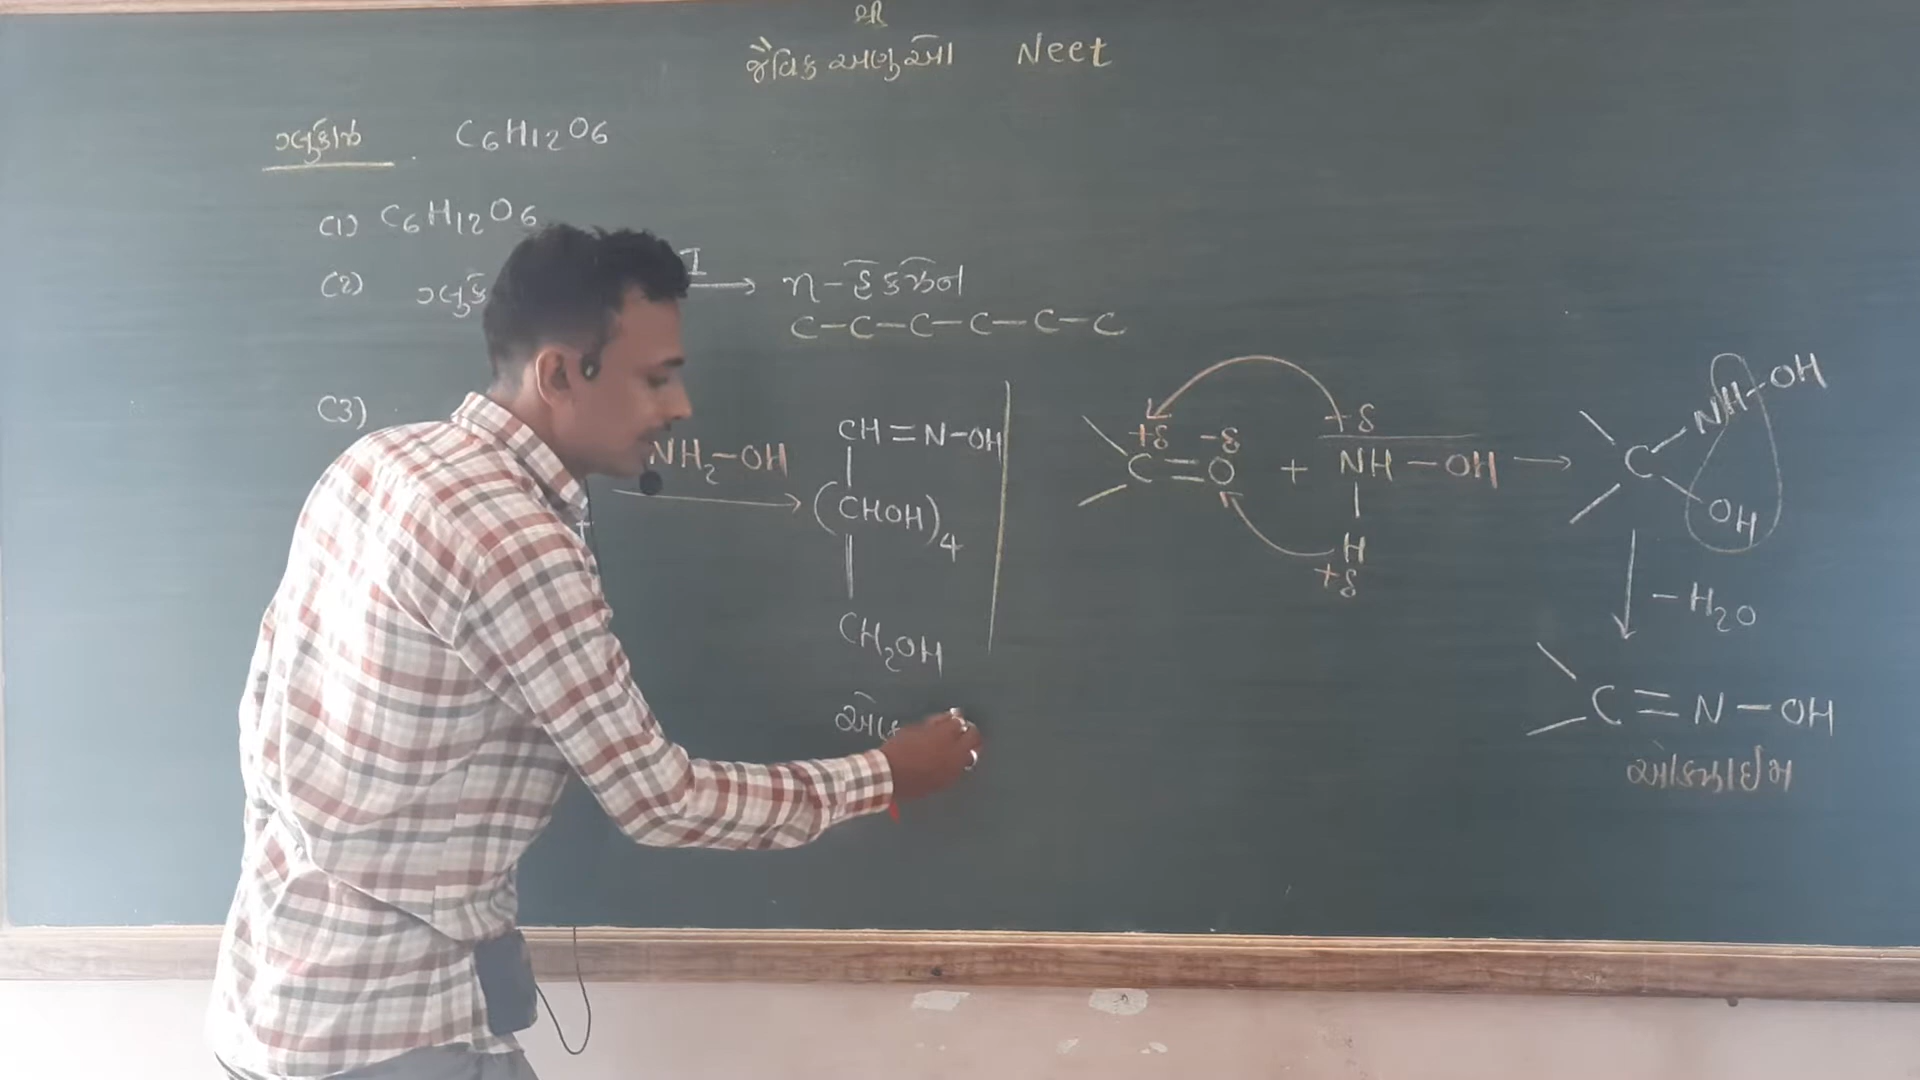 શ્રી
જૈવિક અણુઓ Neet
ગ્લુકોઝ. C6H12O6
(1) C6H12O6
(2) I → n-હેક્ઝેન
C-C-C-C-C-C
(3) NH2-OH →
CH=N-OH
(CHOH)4
CH2OH
+δ -δ +δ
C=O + NH-OH →
H
+δ
C NH-OH
OH
-H2O
C=N-OH
ઓક્ઝાઇમ